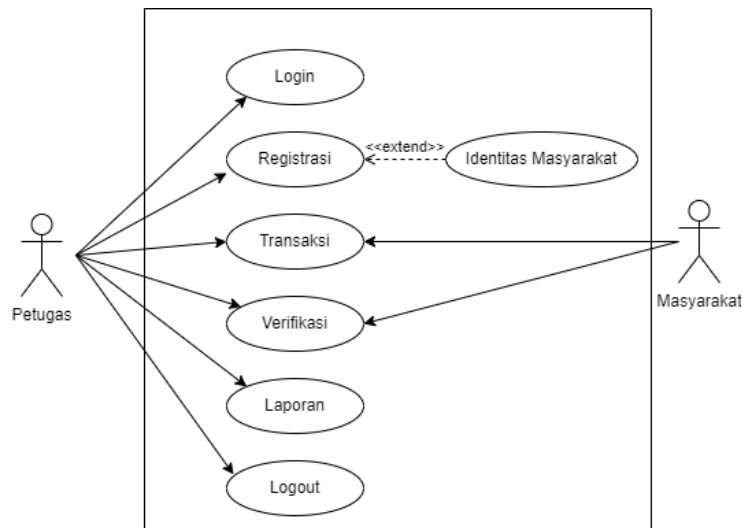 Login
Registrasi
<<extend>>
Identitas Masyarakat
Transaksi
Petugas
Masyarakat
Verifikasi
Laporan
Logout